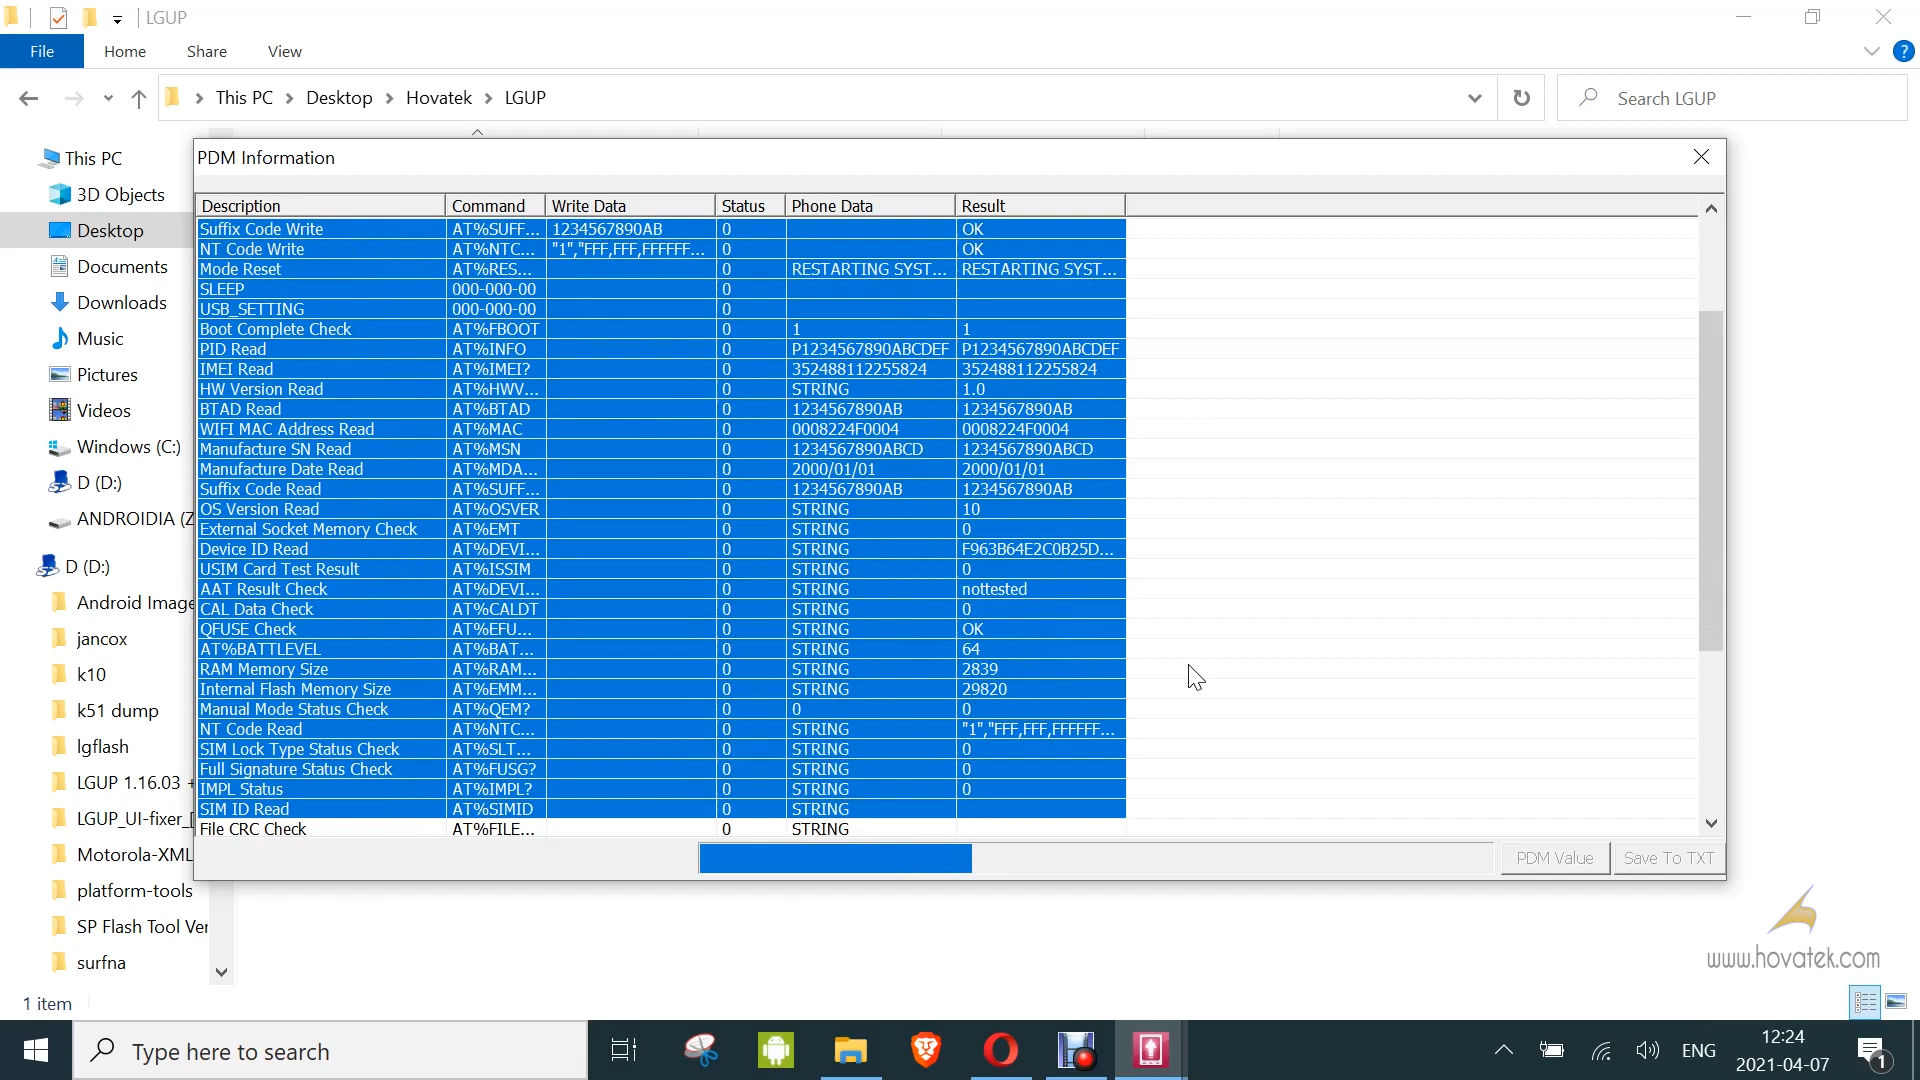 LGUP
File Home Share View
This PC Desktop Hovatek LGUP
Search LGUP
This PC
3D Objects
Desktop
Documents
Downloads
Music
Pictures
Videos
Windows (C:)
D (D:)
ANDROIDIA (Z
D (D:)
Android Image
jancox
k10
k51 dump
lgflash
LGUP 1.16.03 +
LGUP_UI-fixer_[
Motorola-XML
platform-tools
SP Flash Tool Ver
surfna
1 item
PDM Information
Description Command Write Data Status Phone Data Result
Suffix Code Write AT%SUFF... 1234567890AB 0 OK
NT Code Write AT%NTC... "1","FFF,FFF,FFFFFF... 0 OK
Mode Reset AT%RES... 0 RESTARTING SYST... RESTARTING SYST...
SLEEP 000-000-00 0
USB_SETTING 000-000-00 0
Boot Complete Check AT%FBOOT 0 1 1
PID Read AT%INFO 0 P1234567890ABCDEF P1234567890ABCDEF
IMEI Read AT%IMEI? 0 352488112255824 352488112255824
HW Version Read AT%HWV... 0 STRING 1.0
BTAD Read AT%BTAD 0 1234567890AB 1234567890AB
WIFI MAC Address Read AT%MAC 0 0008224F0004 0008224F0004
Manufacture SN Read AT%MSN 0 1234567890ABCD 1234567890ABCD
Manufacture Date Read AT%MDA... 0 2000/01/01 2000/01/01
Suffix Code Read AT%SUFF... 0 1234567890AB 1234567890AB
OS Version Read AT%OSVER 0 STRING 10
External Socket Memory Check AT%EMT 0 STRING 0
Device ID Read AT%DEVI... 0 STRING F963B64E2C0B25D...
USIM Card Test Result AT%ISSIM 0 STRING 0
AAT Result Check AT%DEVI... 0 STRING nottested
CAL Data Check AT%CALDT 0 STRING 0
QFUSE Check AT%EFU... 0 STRING OK
AT%BATTLEVEL AT%BAT... 0 STRING 64
RAM Memory Size AT%RAM... 0 STRING 2839
Internal Flash Memory Size AT%EMM... 0 STRING 29820
Manual Mode Status Check AT%QEM? 0 0 0
NT Code Read AT%NTC... 0 STRING "1","FFF,FFF,FFFFFF...
SIM Lock Type Status Check AT%SLT... 0 STRING 0
Full Signature Status Check AT%FUSG? 0 STRING 0
IMPL Status AT%IMPL? 0 STRING 0
SIM ID Read AT%SIMID 0 STRING
File CRC Check AT%FILE... 0 STRING
PDM Value Save To TXT
www.hovatek.com
Type here to search
ENG
12:24
2021-04-07
1